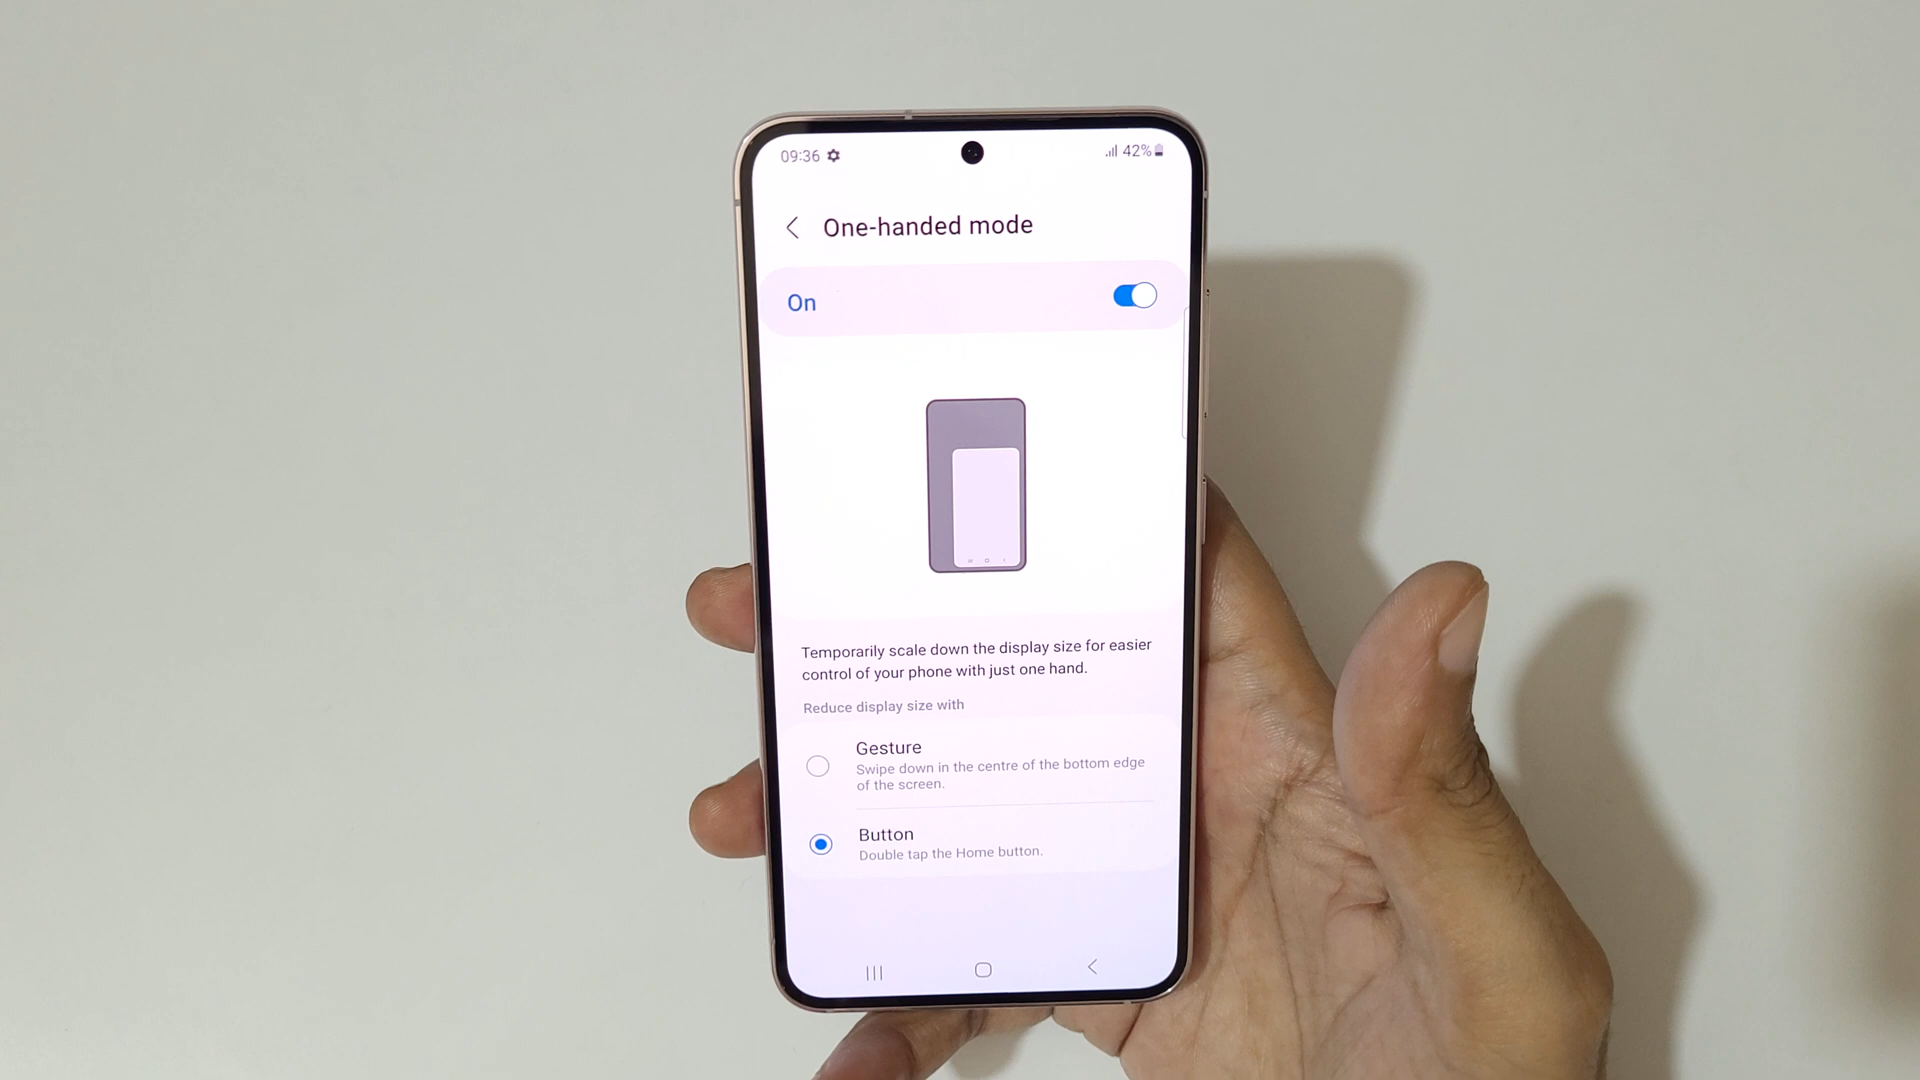 09:36
42%
One-handed mode
On
Temporarily scale down the display size for easier
control of your phone with just one hand.
Reduce display size with
Gesture
Swipe down in the centre of the bottom edge
of the screen.
Button
Double tap the Home button.